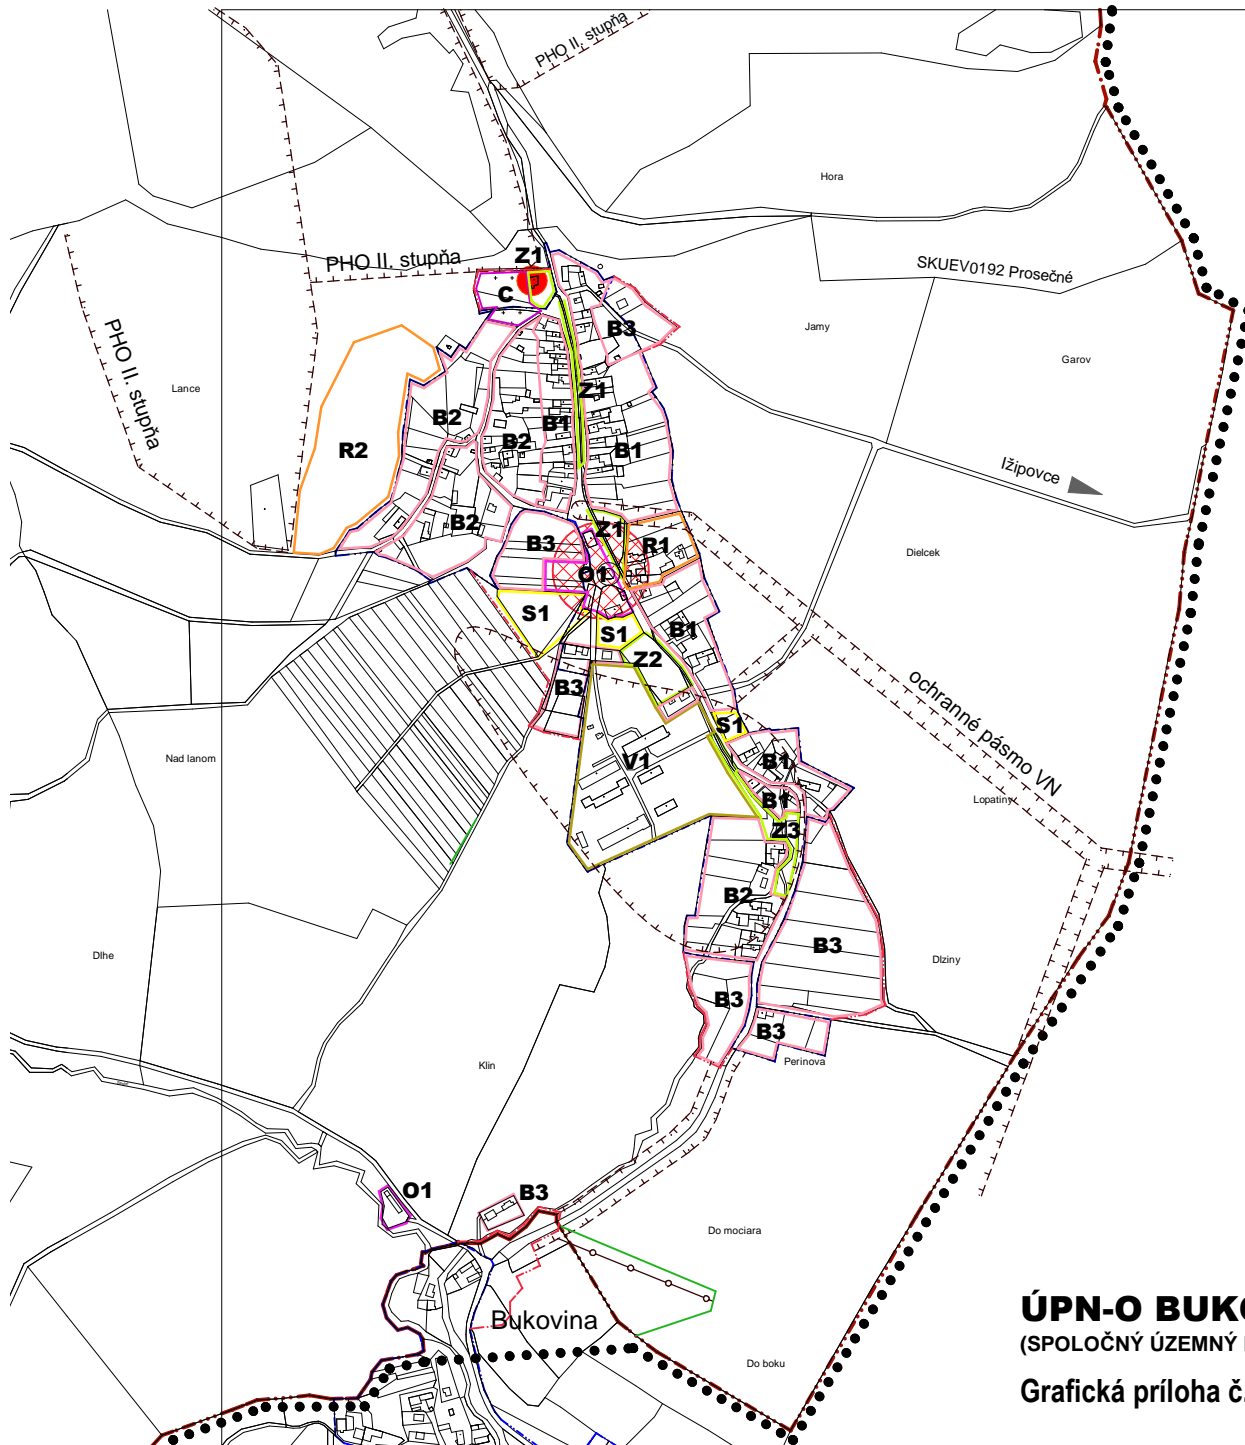 PHO II. stupňa
Hora
Z1
PHO II. stupňa
SKUEV0192 Prosečné
C
B3
Jamy
PHO II. stupňa
Garov
Lance
Z1
B2
B1
B2
R2
B1
Ižipovce
B2
Z1
B3
R1
Dielcek
O1
S1
B1
S1
Z2
ochranné pásmo VN
B3
S1
Nad lanom
V1
B1
B1
Lopatiny
Z3
B2
B3
Dlhe
Dlziny
B3
B3
Perinova
Klin
O1
B3
Do mociara
Bukovina
ÚPN-O BUKO
(SPOLOČNÝ ÚZEMNÝ
Do boku
Grafická príloha č.